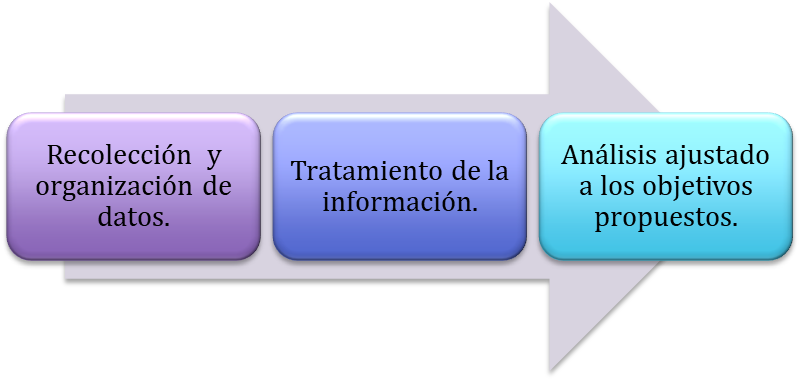 Recolección y
organización de
datos.
Tratamiento de la
información.
Análisis ajustado
a los objetivos
propuestos.